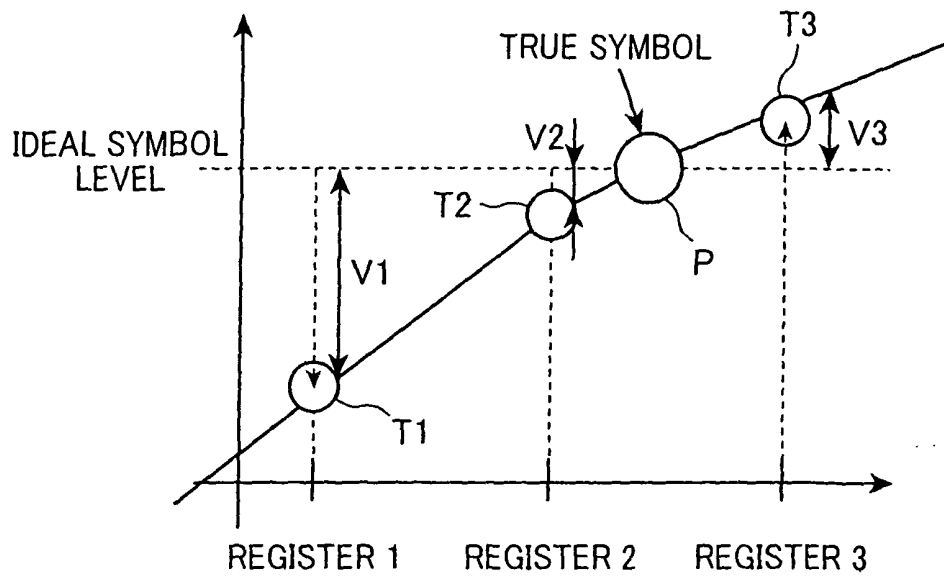 T3
TRUE SYMBOL
IDEAL SYMBOL
LEVEL
V2
V3
T2
P
V1
T1
REGISTER 1
REGISTER 2
REGISTER 3